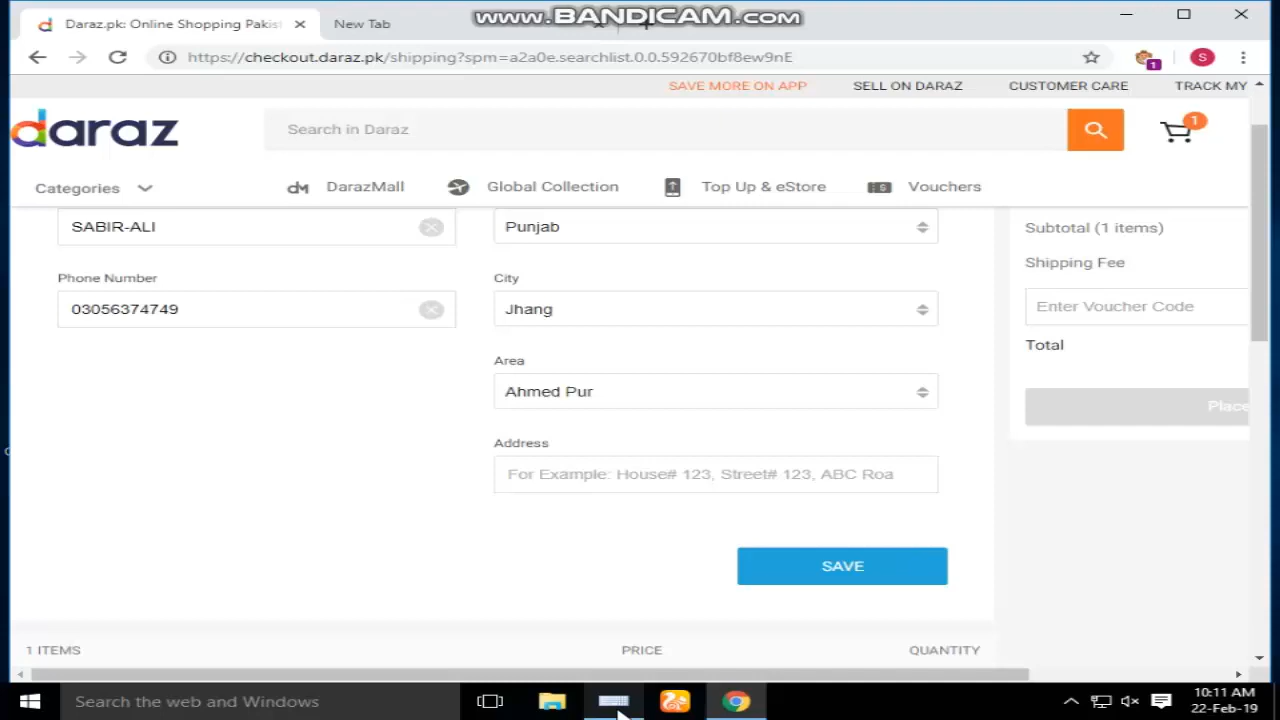 Daraz.pk: Online Shopping Pakist
New Tab
www.BANDICAM.com
https://checkout.daraz.pk/shipping?spm=a2a0e.searchlist.0.0.592670bf8ew9nE
1
S
SAVE MORE ON APP
SELL ON DARAZ
CUSTOMER CARE
TRACK MY
daraz
Search in Daraz
1
Categories
DarazMall
Global Collection
Top Up & eStore
Vouchers
SABIR-ALI
Punjab
Subtotal (1 items)
Shipping Fee
Phone Number
City
03056374749
Jhang
Enter Voucher Code
Total
Area
Ahmed Pur
Place
Address
For Example: House# 123, Street# 123, ABC Roa
SAVE
1 ITEMS
PRICE
QUANTITY
Search the web and Windows
10:11 AM
22-Feb-19